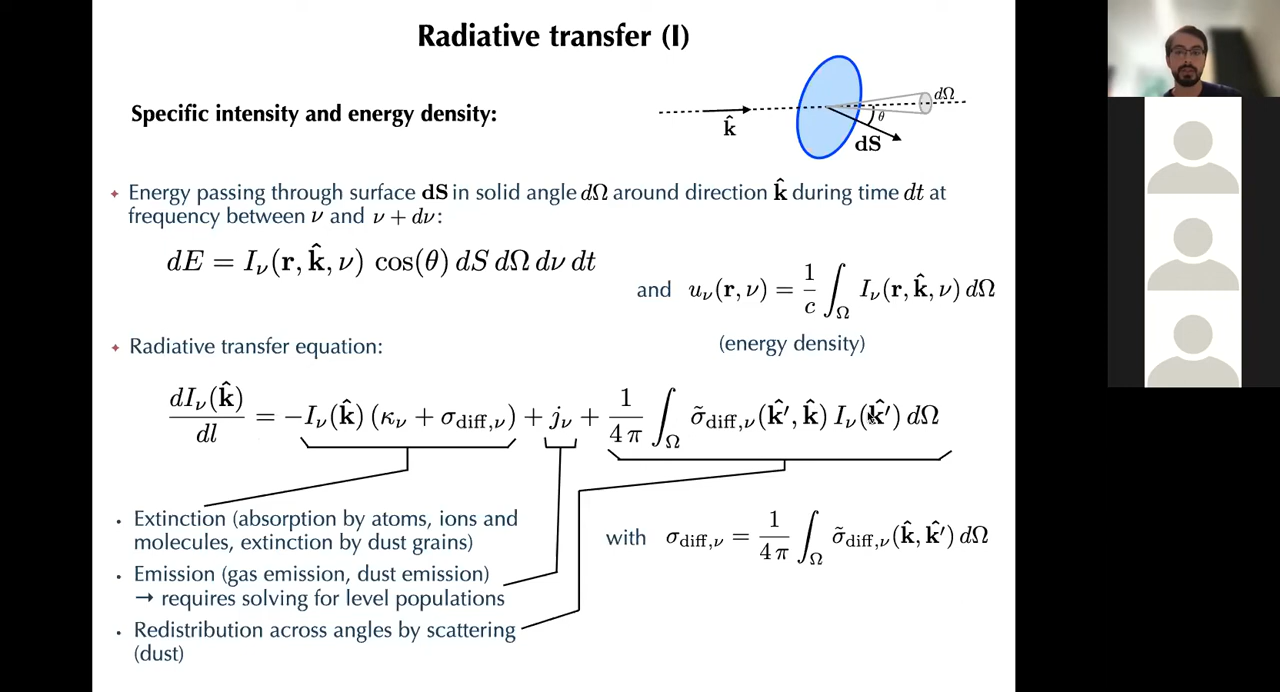 Radiative transfer (I)
Specific intensity and energy density:
k̂
dΩ
θ
dS
Energy passing through surface dS in solid angle dΩ around direction k̂ during time dt at
frequency between ν and ν + dν:
dE = I_ν(r, k̂, ν) cos(θ) dS dΩ dν dt
and u_ν(r, ν) = 1/c ∫_Ω I_ν(r, k̂, ν) dΩ
(energy density)
Radiative transfer equation:
dI_ν(k̂)/dl = −I_ν(k̂) (κ_ν + σ_diff,ν) + j_ν + 1/(4 π) ∫_Ω σ̃_diff,ν(k̂′, k̂) I_ν(k̂′) dΩ
Extinction (absorption by atoms, ions and
molecules, extinction by dust grains)
with σ_diff,ν = 1/(4 π) ∫_Ω σ̃_diff,ν(k̂, k̂′) dΩ
Emission (gas emission, dust emission)
→ requires solving for level populations
Redistribution across angles by scattering
(dust)